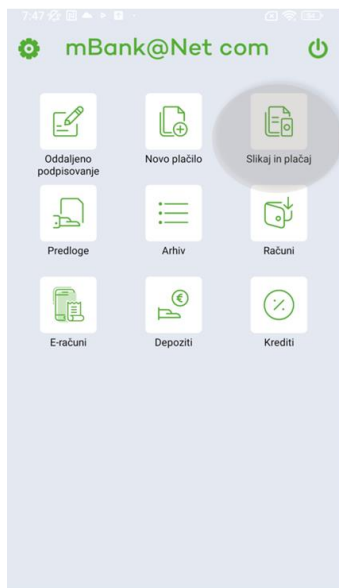 7:47
mBank@Net com
Oddaljeno
podpisovanje
Novo plačilo
Slikaj in plačaj
Predloge
Arhiv
Računi
E-računi
Depoziti
Krediti